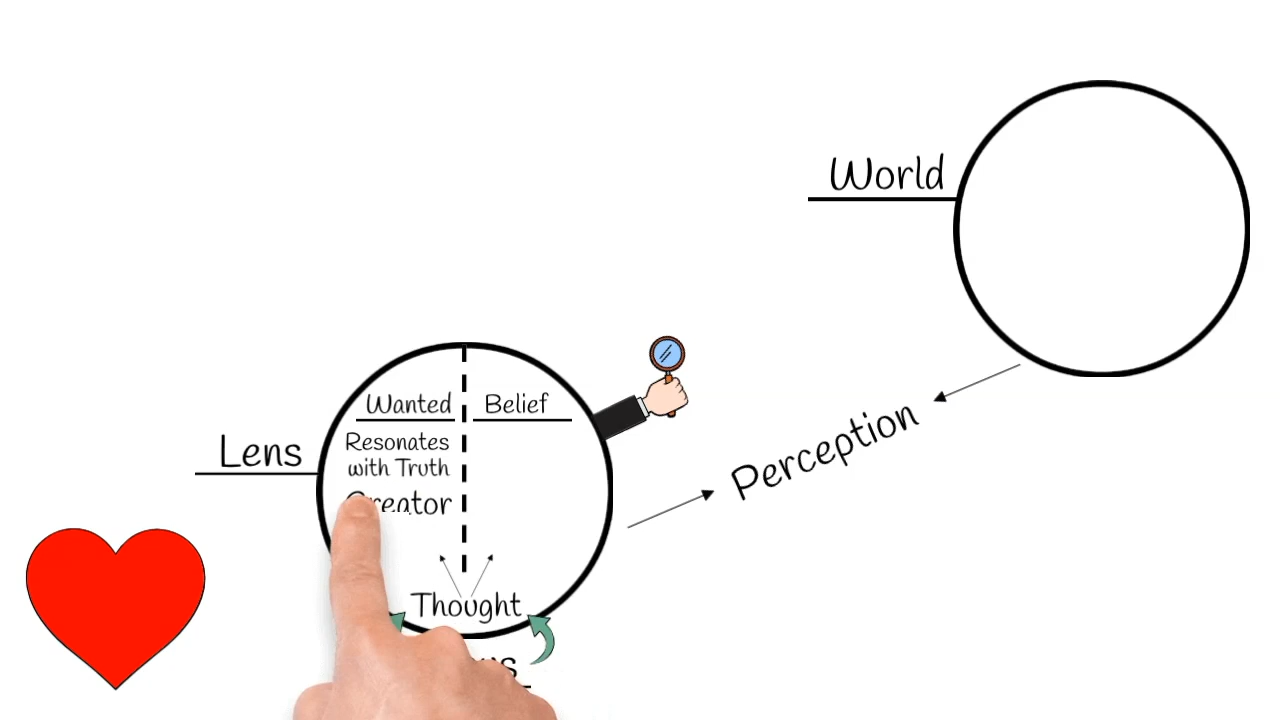 World
Wanted
Belief
Resonates
with Truth
Lens
Creator
Perception
Thought